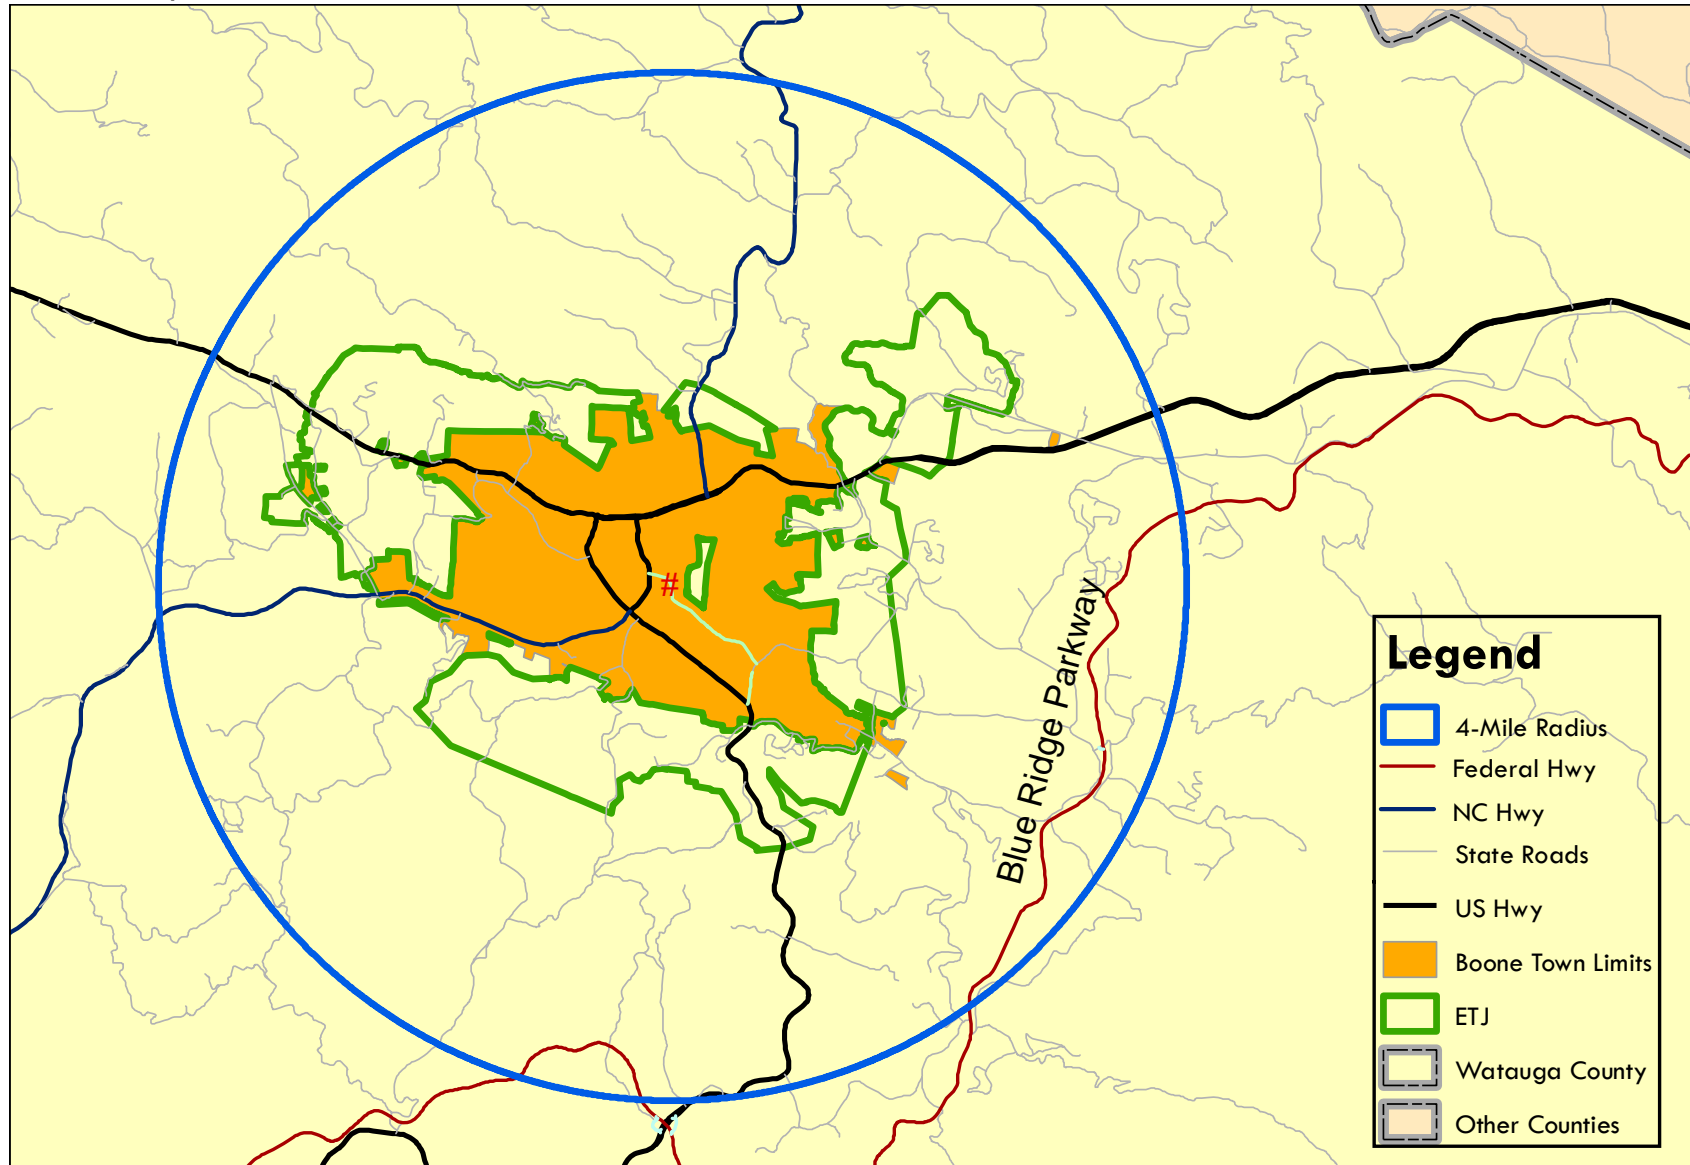 #
Blue Ridge Parkway
Legend
4-Mile Radius
Federal Hwy
NC Hwy
State Roads
US Hwy
Boone Town Limits
ETJ
Watauga County
Other Counties